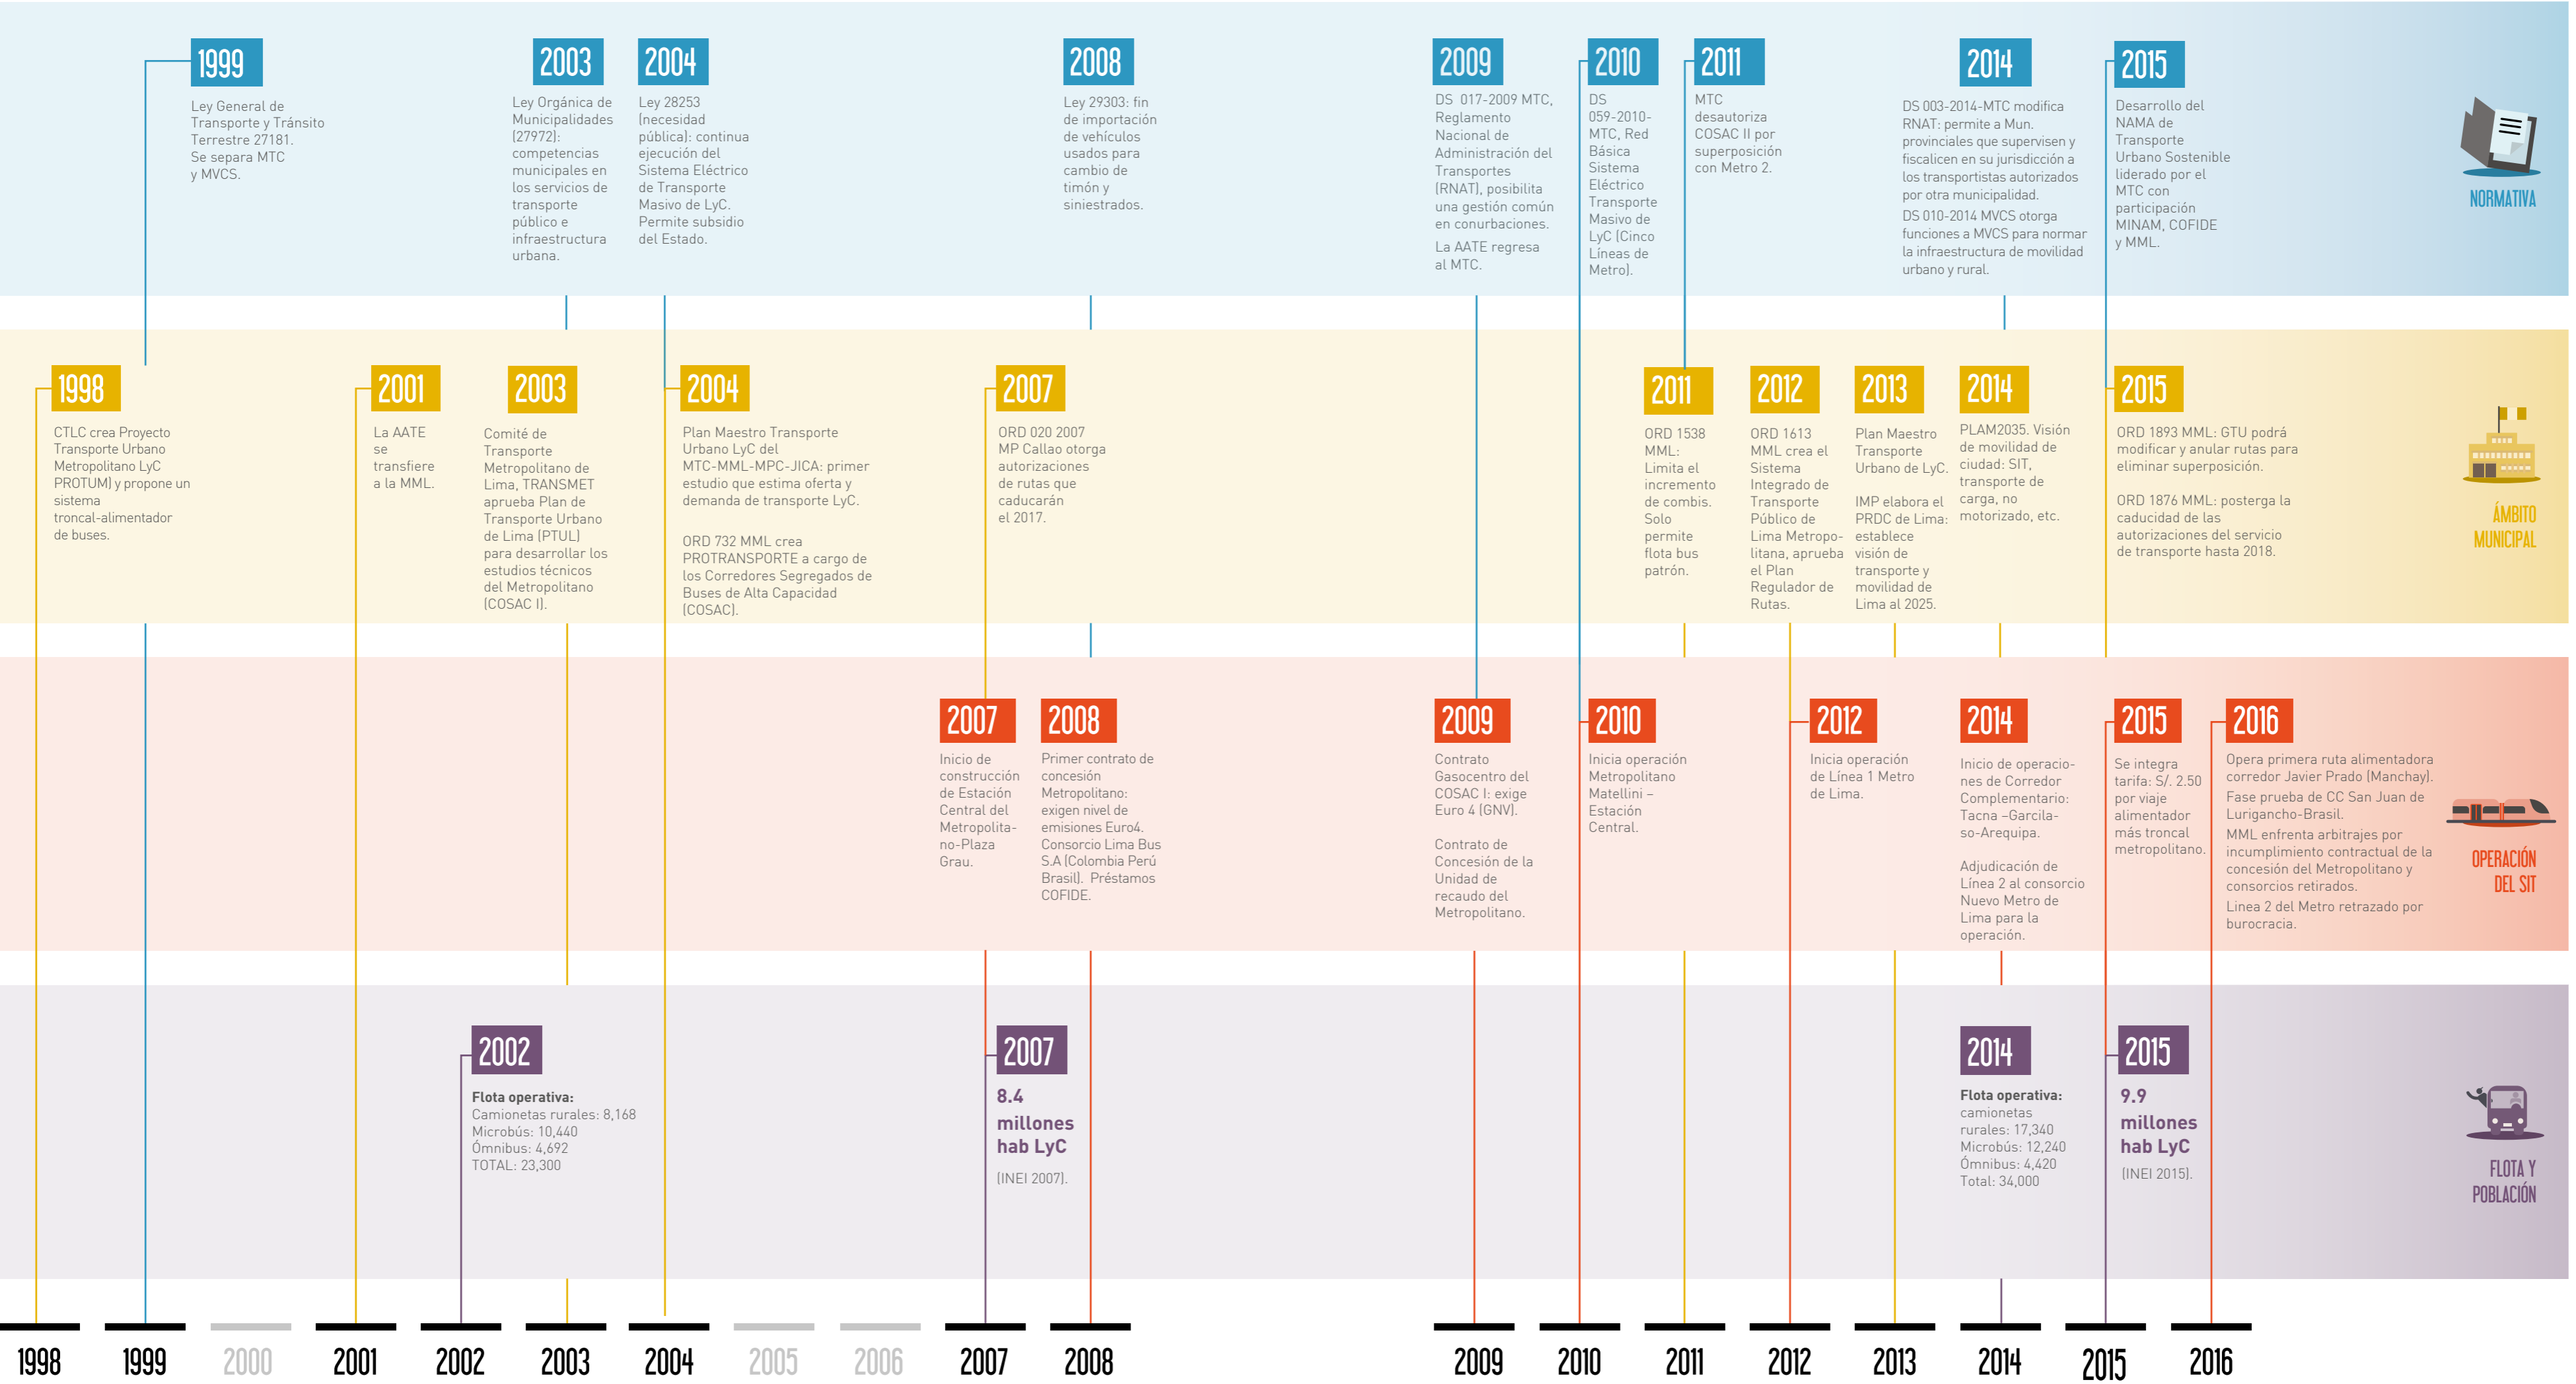 1999
Ley General de
Transporte y Tránsito
Terrestre 27181.
Se separa MTC
y MVCS.
2003
Ley Orgánica de
Municipalidades
(27972):
competencias
municipales en
los servicios de
transporte
público e
infraestructura
urbana.
2004
Ley 28253
(necesidad
pública): continua
ejecución del
Sistema Eléctrico
de Transporte
Masivo de LyC.
Permite subsidio
del Estado.
2008
Ley 29303: fin
de importación
de vehículos
usados para
cambio de
timón y
siniestrados.
2009
DS 017-2009 MTC,
Reglamento
Nacional de
Administración del
Transportes
(RNAT), posibilita
una gestión común
en conurbaciones.
La AATE regresa
al MTC.
2010
DS
059-2010-
MTC, Red
Básica
Sistema
Eléctrico
Transporte
Masivo de
LyC (Cinco
Líneas de
Metro).
2011
MTC
desautoriza
COSAC II por
superposición
con Metro 2.
2014
DS 003-2014-MTC modifica
RNAT: permite a Mun.
provinciales que supervisen y
fiscalicen en su jurisdicción a
los transportistas autorizados
por otra municipalidad.
DS 010-2014 MVCS otorga
funciones a MVCS para normar
la infraestructura de movilidad
urbano y rural.
2015
Desarrollo del
NAMA de
Transporte
Urbano Sostenible
liderado por el
MTC con
participación
MINAM, COFIDE
y MML.
NORMATIVA
1998
CTLC crea Proyecto
Transporte Urbano
Metropolitano LyC
PROTUM) y propone un
sistema
troncal-alimentador
de buses.
2001
La AATE
se
transfiere
a la MML.
2003
Comité de
Transporte
Metropolitano de
Lima, TRANSMET
aprueba Plan de
Transporte Urbano
de Lima (PTUL)
para desarrollar los
estudios técnicos
del Metropolitano
(COSAC I).
2004
Plan Maestro Transporte
Urbano LyC del
MTC-MML-MPC-JICA: primer
estudio que estima oferta y
demanda de transporte LyC.
ORD 732 MML crea
PROTRANSPORTE a cargo de
los Corredores Segregados de
Buses de Alta Capacidad
(COSAC).
2007
ORD 020 2007
MP Callao otorga
autorizaciones
de rutas que
caducarán
el 2017.
2011
ORD 1538
MML:
Limita el
incremento
de combis.
Solo
permite
flota bus
patrón.
2012
ORD 1613
MML crea el
Sistema
Integrado de
Transporte
Público de
Lima Metropo-
litana, aprueba
el Plan
Regulador de
Rutas.
2013
Plan Maestro
Transporte
Urbano de LyC.
IMP elabora el
PRDC de Lima:
establece
visión de
transporte y
movilidad de
Lima al 2025.
2014
PLAM2035. Visión
de movilidad de
ciudad: SIT,
transporte de
carga, no
motorizado, etc.
2015
ORD 1893 MML: GTU podrá
modificar y anular rutas para
eliminar superposición.
ORD 1876 MML: posterga la
caducidad de las
autorizaciones del servicio
de transporte hasta 2018.
ÁMBITO
MUNICIPAL
2007
Inicio de
construcción
de Estación
Central del
Metropolita-
no-Plaza
Grau.
2008
Primer contrato de
concesión
Metropolitano:
exigen nivel de
emisiones Euro4.
Consorcio Lima Bus
S.A (Colombia Perú
Brasil). Préstamos
COFIDE.
2009
Contrato
Gasocentro del
COSAC I: exige
Euro 4 (GNV).
Contrato de
Concesión de la
Unidad de
recaudo del
Metropolitano.
2010
Inicia operación
Metropolitano
Matellini –
Estación
Central.
2012
Inicia operación
de Línea 1 Metro
de Lima.
2014
Inicio de operacio-
nes de Corredor
Complementario:
Tacna –Garcila-
so-Arequipa.
Adjudicación de
Línea 2 al consorcio
Nuevo Metro de
Lima para la
operación.
2015
Se integra
tarifa: S/. 2.50
por viaje
alimentador
más troncal
metropolitano.
2016
Opera primera ruta alimentadora
corredor Javier Prado (Manchay).
Fase prueba de CC San Juan de
Lurigancho-Brasil.
MML enfrenta arbitrajes por
incumplimiento contractual de la
concesión del Metropolitano y
consorcios retirados.
Linea 2 del Metro retrazado por
burocracia.
OPERACIÓN
DEL SIT
2002
Flota operativa:
Camionetas rurales: 8,168
Microbús: 10,440
Ómnibus: 4,692
TOTAL: 23,300
2007
8.4
millones
hab LyC
(INEI 2007).
2014
Flota operativa:
camionetas
rurales: 17,340
Microbús: 12,240
Ómnibus: 4,420
Total: 34,000
2015
9.9
millones
hab LyC
(INEI 2015).
FLOTA Y
POBLACIÓN
1998 1999 2000 2001 2002 2003 2004 2005 2006 2007 2008 2009 2010 2011 2012 2013 2014 2015 2016